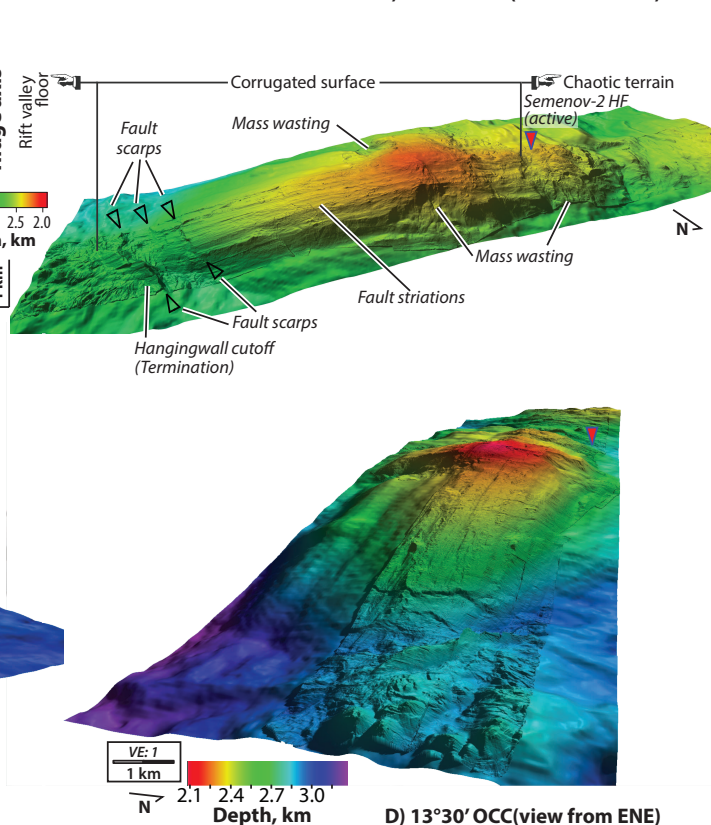 Rift valley
floor
Corrugated surface
Chaotic terrain
Semenov-2 HF
(active)
Fault
scarps
Mass wasting
2.5 2.0
km
N
Mass wasting
Fault striations
Fault scarps
Hangingwall cutoff
(Termination)
VE: 1
1 km
N
2.1 2.4 2.7 3.0
Depth, km
D) 13°30’ OCC(view from ENE)